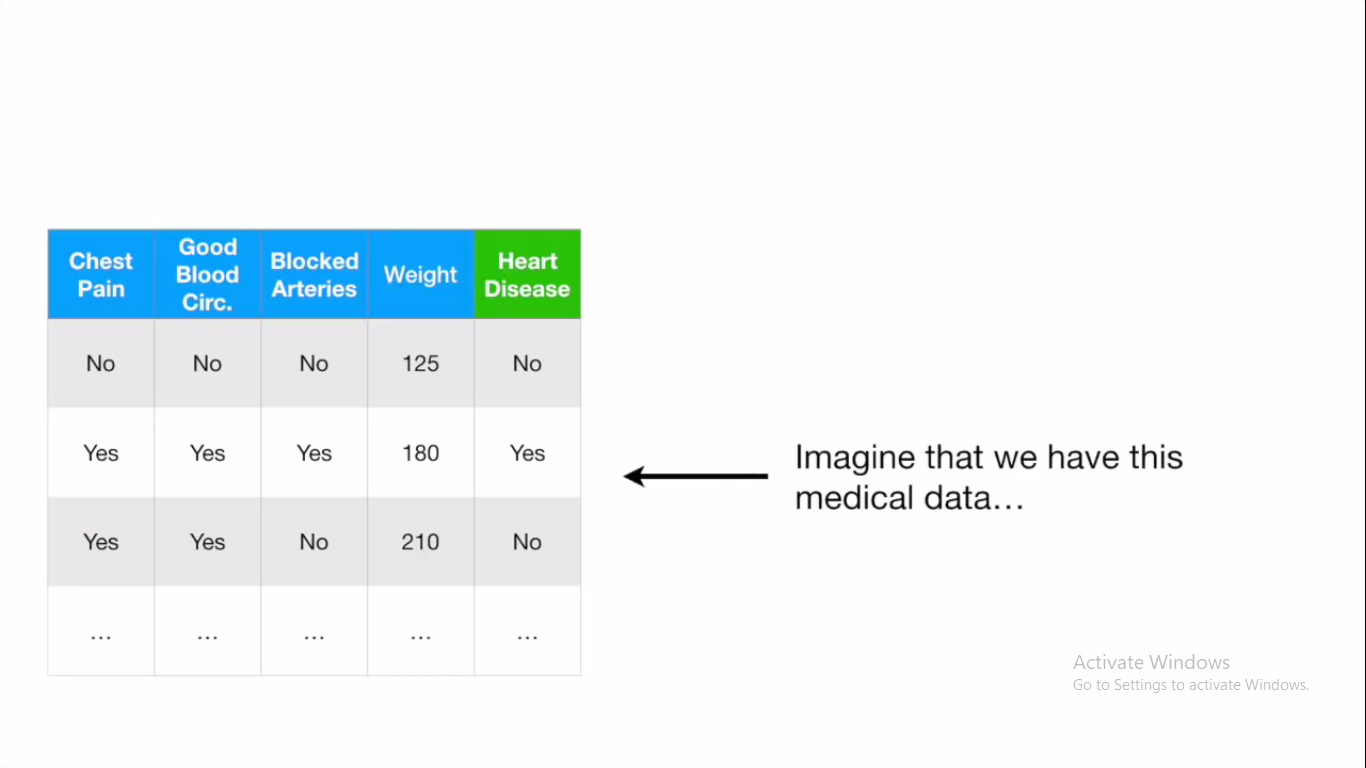 Chest Pain Good Blood Circ. Blocked Arteries Weight Heart Disease
No No No 125 No
Yes Yes Yes 180 Yes
Yes Yes No 210 No
… … … … …
Imagine that we have this
medical data…
Activate Windows
Go to Settings to activate Windows.